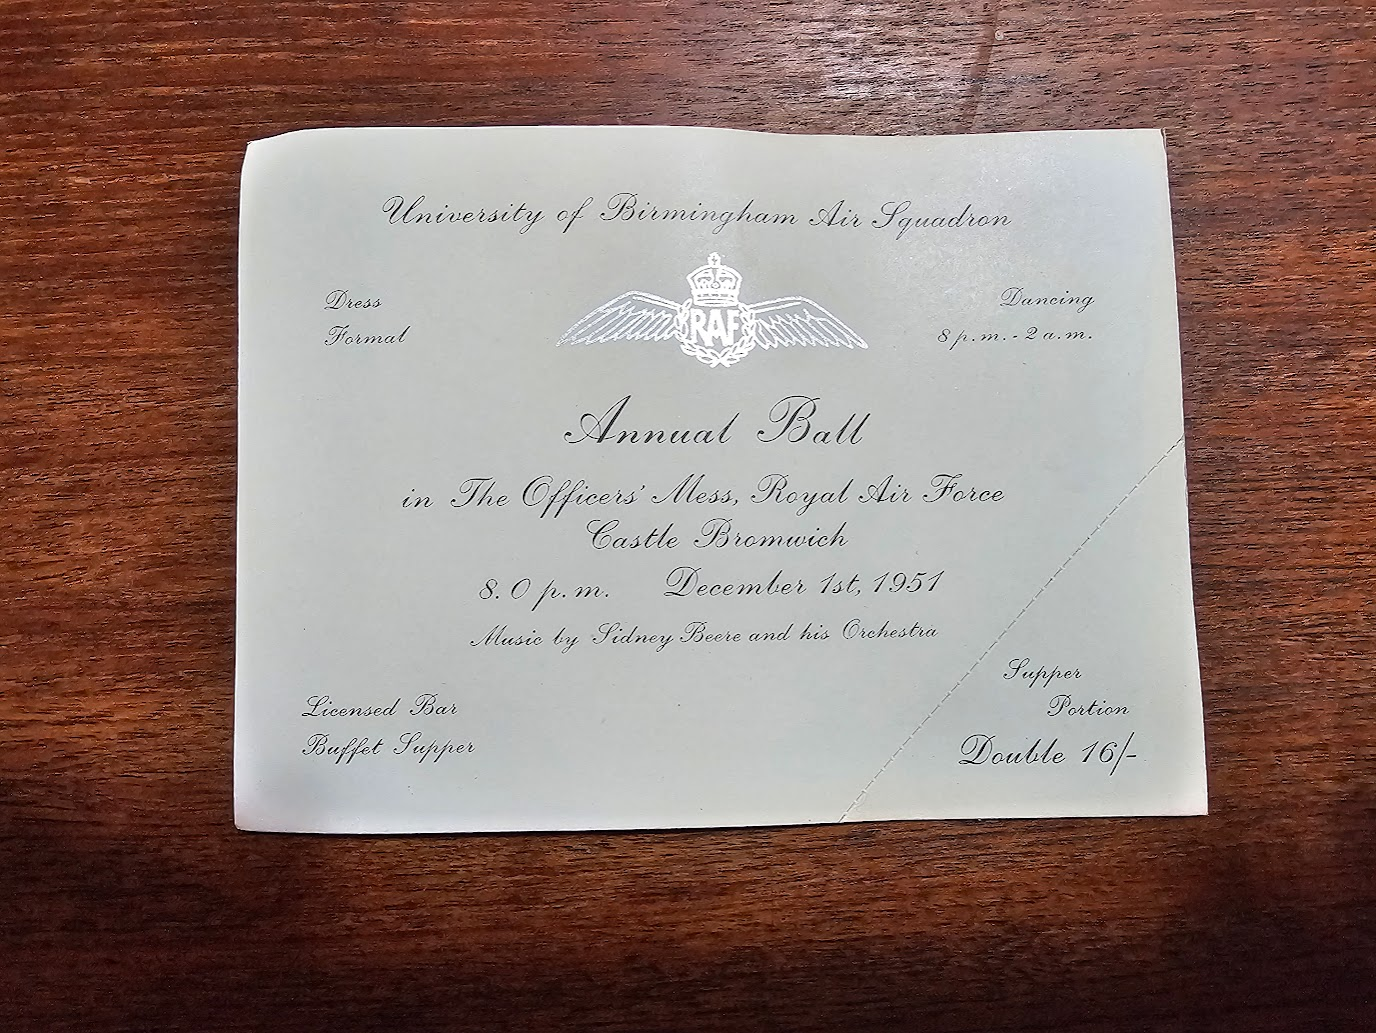 University of Birmingham Air Squadron
Dress
Formal
RAF
Dancing
8 p.m. - 2 a.m.
Annual Ball
in The Officers' Mess, Royal Air Force
Castle Bromwich
8.0 p.m. December 1st, 1951
Music by Sidney Beere and his Orchestra
Licensed Bar
Buffet Supper
Supper
Portion
Double 16/-